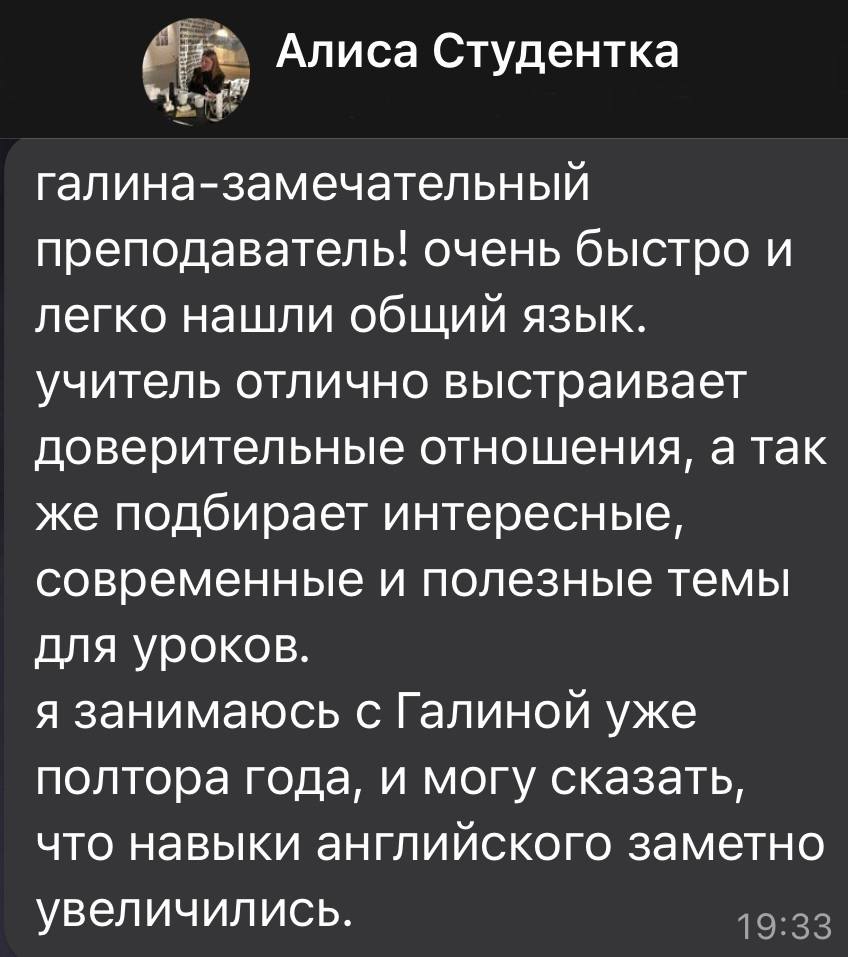 Алиса Студентка
галина-замечательный
преподаватель! очень быстро и
легко нашли общий язык.
учитель отлично выстраивает
доверительные отношения, а так
же подбирает интересные,
современные и полезные темы
для уроков.
я занимаюсь с Галиной уже
полтора года, и могу сказать,
что навыки английского заметно
увеличились.
19:33